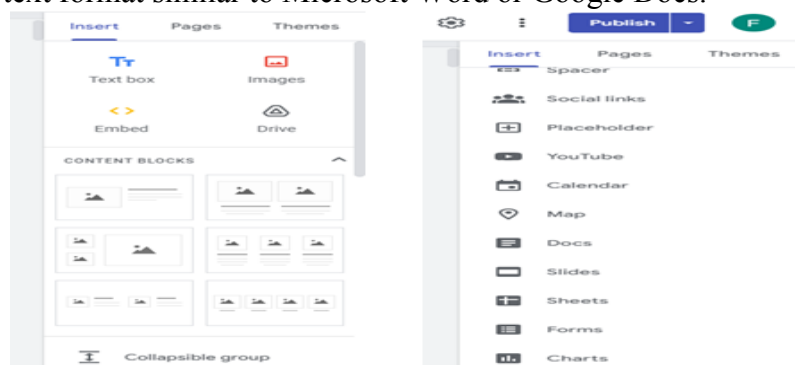 text format similar to Microsoft Word or Google Docs.
Insert Pages Themes
Text box Images
Embed Drive
CONTENT BLOCKS
Collapsible group
Publish F
Insert Pages Themes
Spacer
Social links
Placeholder
YouTube
Calendar
Map
Docs
Slides
Sheets
Forms
Charts